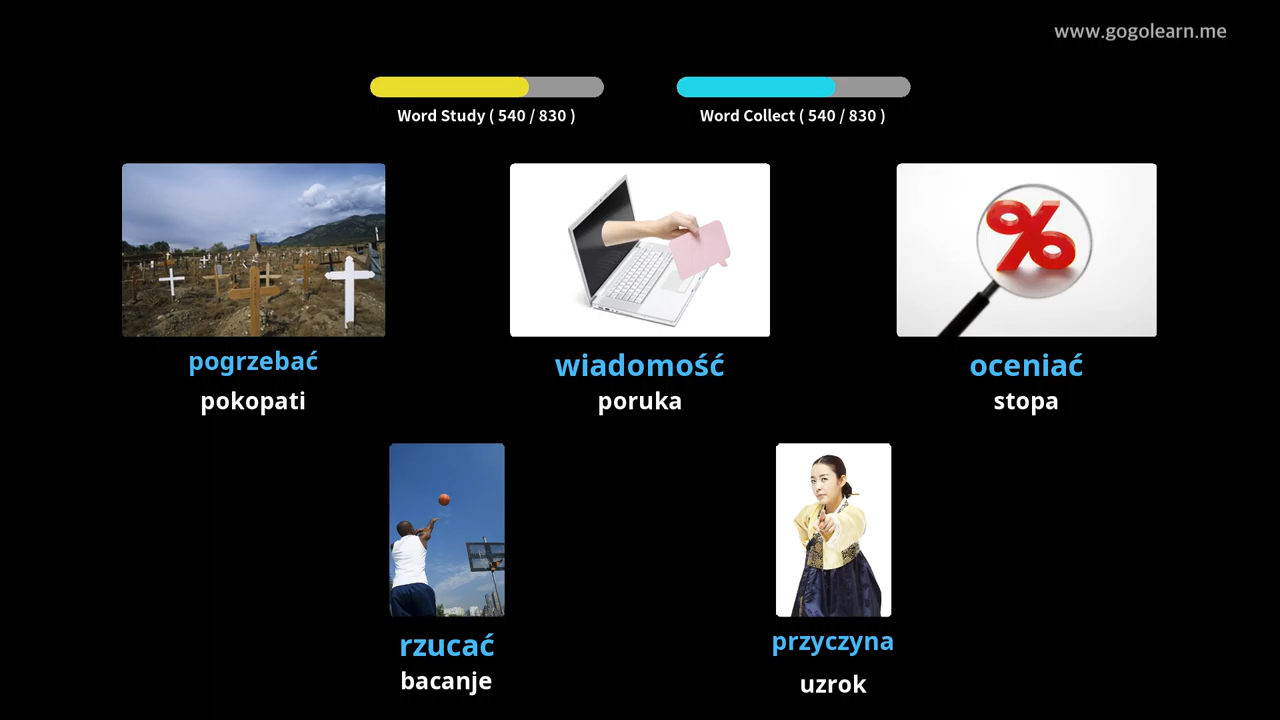 www.gogolearn.me
Word Study ( 540 / 830 )
Word Collect ( 540 / 830 )
pogrzebać
pokopati
wiadomość
poruka
oceniać
stopa
rzucać
bacanje
przyczyna
uzrok